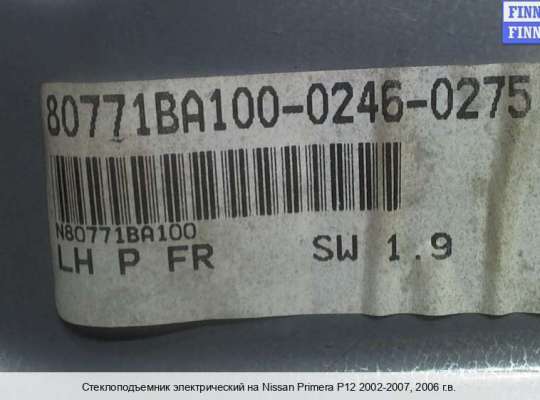 FINN
FINN
80771BA100-0246-0275
N80771BA100
LH P FR SW 1.9
Стеклоподъемник электрический на Nissan Primera P12 2002-2007, 2006 г.в.